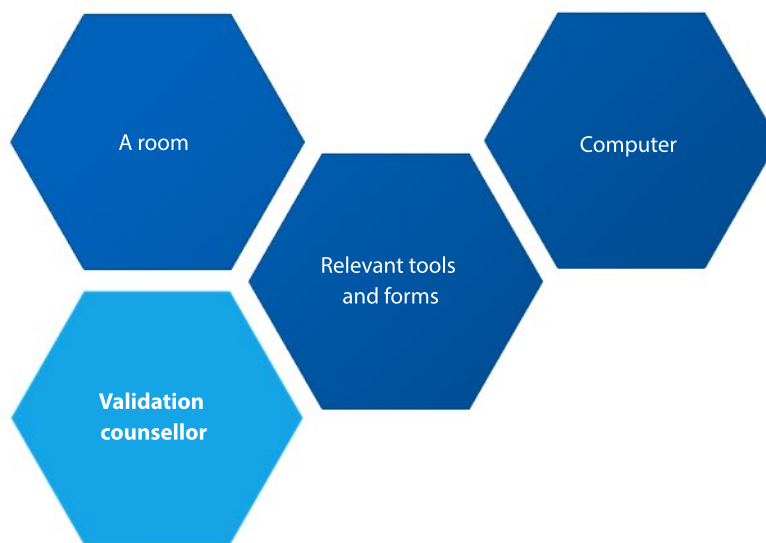 A room
Computer
Relevant tools
and forms
Validation
counsellor